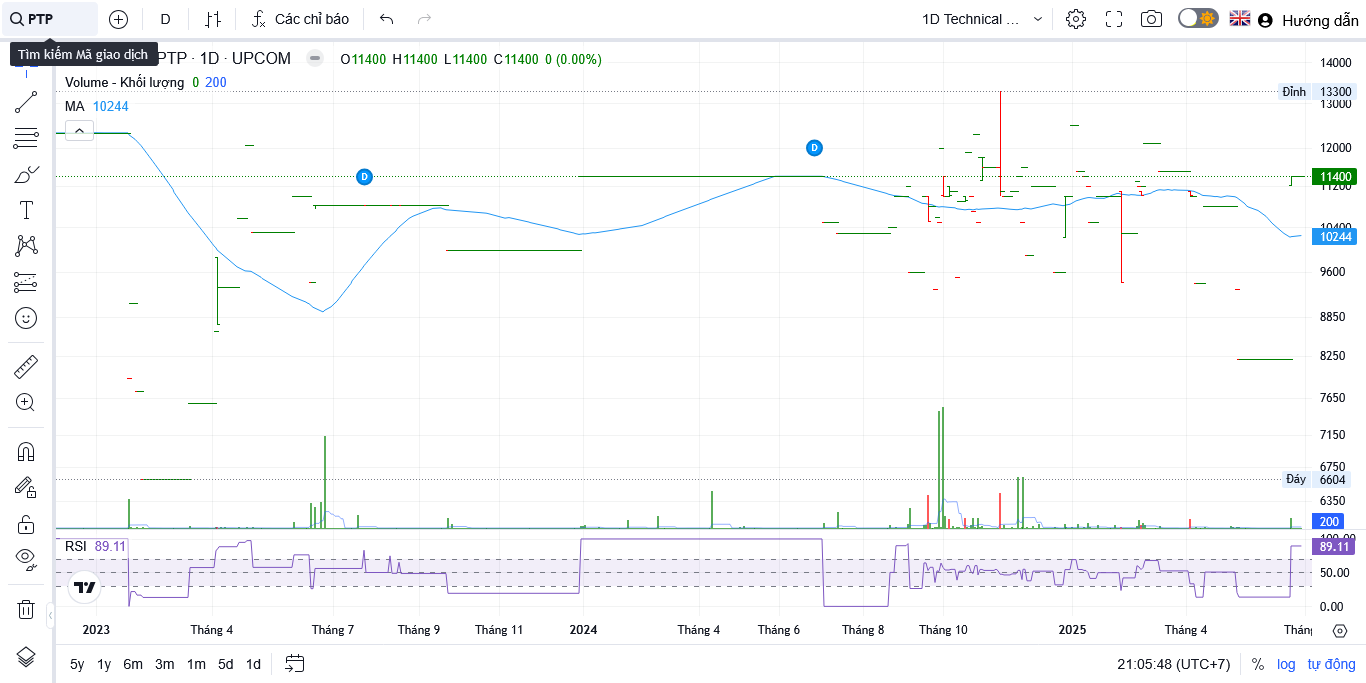 PTP
D
Các chỉ báo
1D Technical ...
Hướng dẫn
Tìm kiếm Mã giao dịch
PTP · 1D · UPCOM
O11400 H11400 L11400 C11400 0 (0.00%)
Volume - Khối lượng 0 200
MA 10244
D
D
14000
Đỉnh 13300
13000
12000
11400
11200
10400
10244
9600
8850
8250
7650
7150
6750
Đáy 6604
6350
200
RSI 89.11
100.00
89.11
50.00
0.00
2023 Tháng 4 Tháng 7 Tháng 9 Tháng 11 2024 Tháng 4 Tháng 6 Tháng 8 Tháng 10 2025 Tháng 4 Tháng
5y 1y 6m 3m 1m 5d 1d
21:05:48 (UTC+7) % log tự động